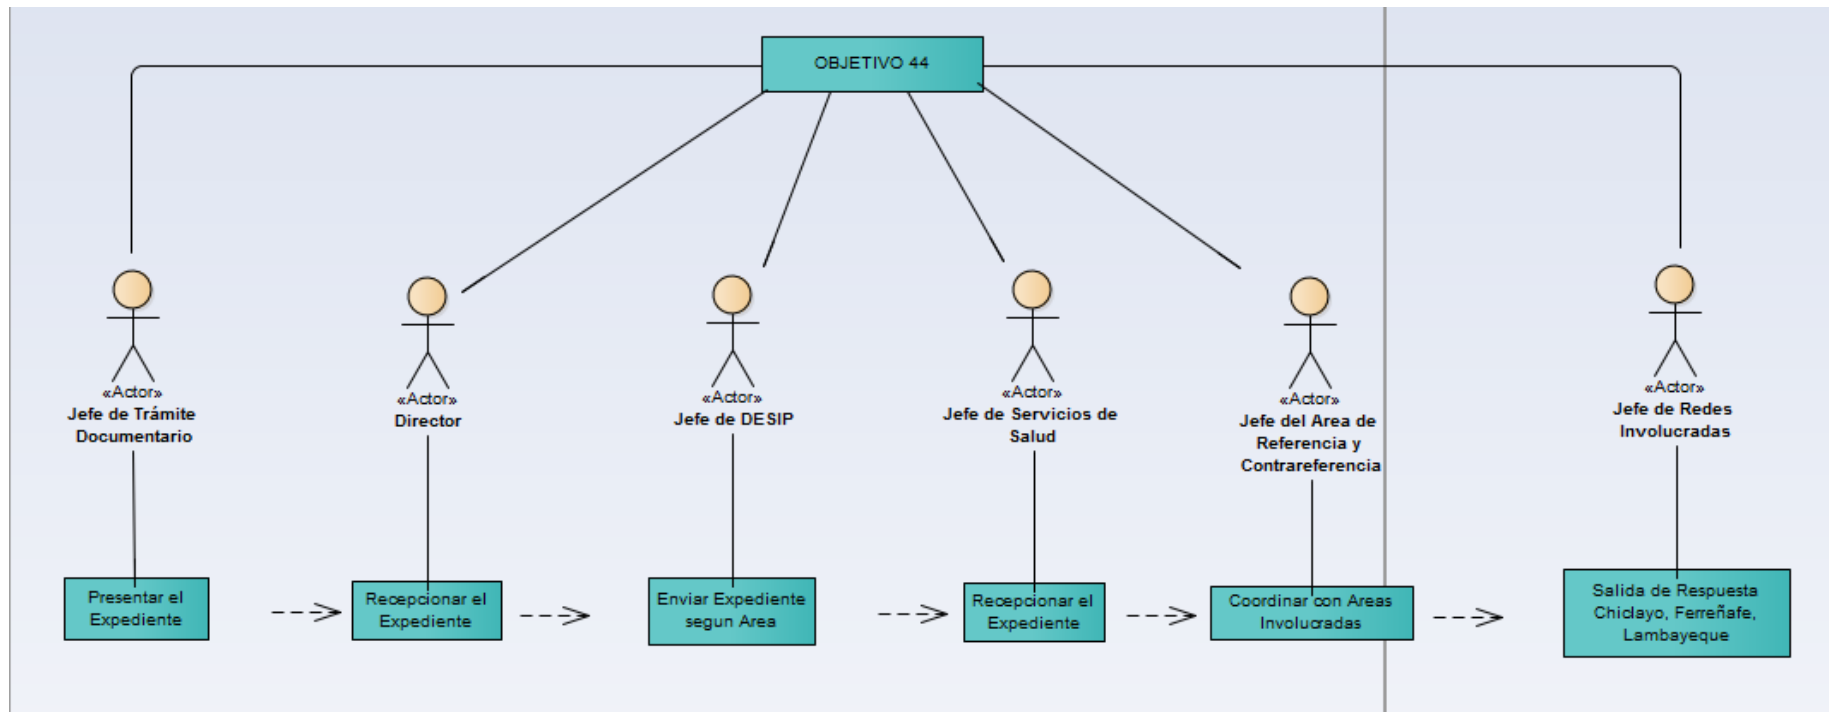 OBJETIVO 44
«Actor»
Jefe de Trámite
Documentario
«Actor»
Director
«Actor»
Jefe de DESIP
«Actor»
Jefe de Servicios de
Salud
«Actor»
Jefe del Area de
Referencia y
Contrareferencia
«Actor»
Jefe de Redes
Involucradas
Presentar el
Expediente
Recepcionar el
Expediente
Enviar Expediente
segun Area
Recepcionar el
Expediente
Coordinar con Areas
Involucradas
Salida de Respuesta
Chiclayo, Ferreñafe,
Lambayeque